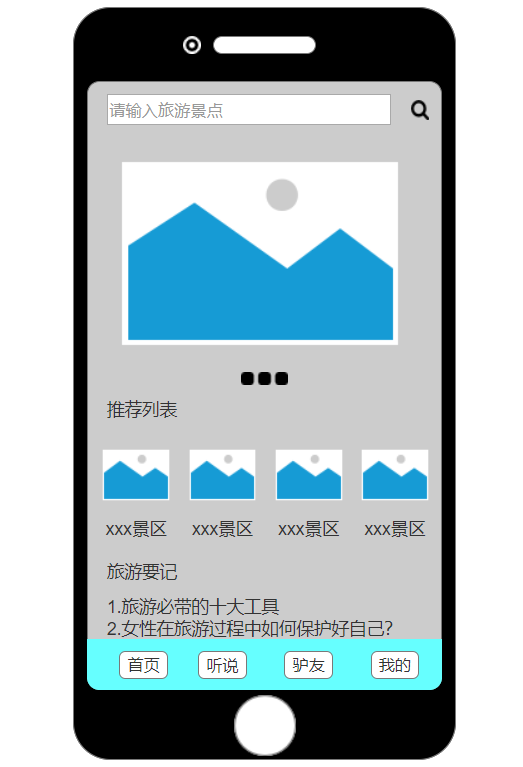 请输入旅游景点
推荐列表
xxx景区 xxx景区 xxx景区 xxx景区
旅游要记
1.旅游必带的十大工具
2.女性在旅游过程中如何保护好自己?
首页 听说 驴友 我的